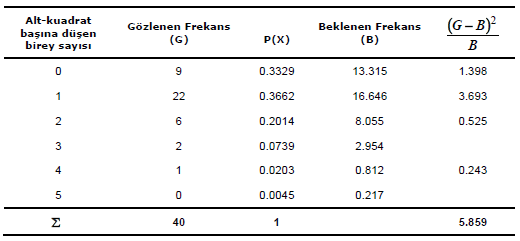 Alt-kuadrat başına düşen birey sayısı Gözlenen Frekans (G) P(X) Beklenen Frekans (B) (G – B)² / B
0 9 0.3329 13.315 1.398
1 22 0.3662 16.646 3.693
2 6 0.2014 8.055 0.525
3 2 0.0739 2.954
4 1 0.0203 0.812 0.243
5 0 0.0045 0.217
Σ 40 1 5.859